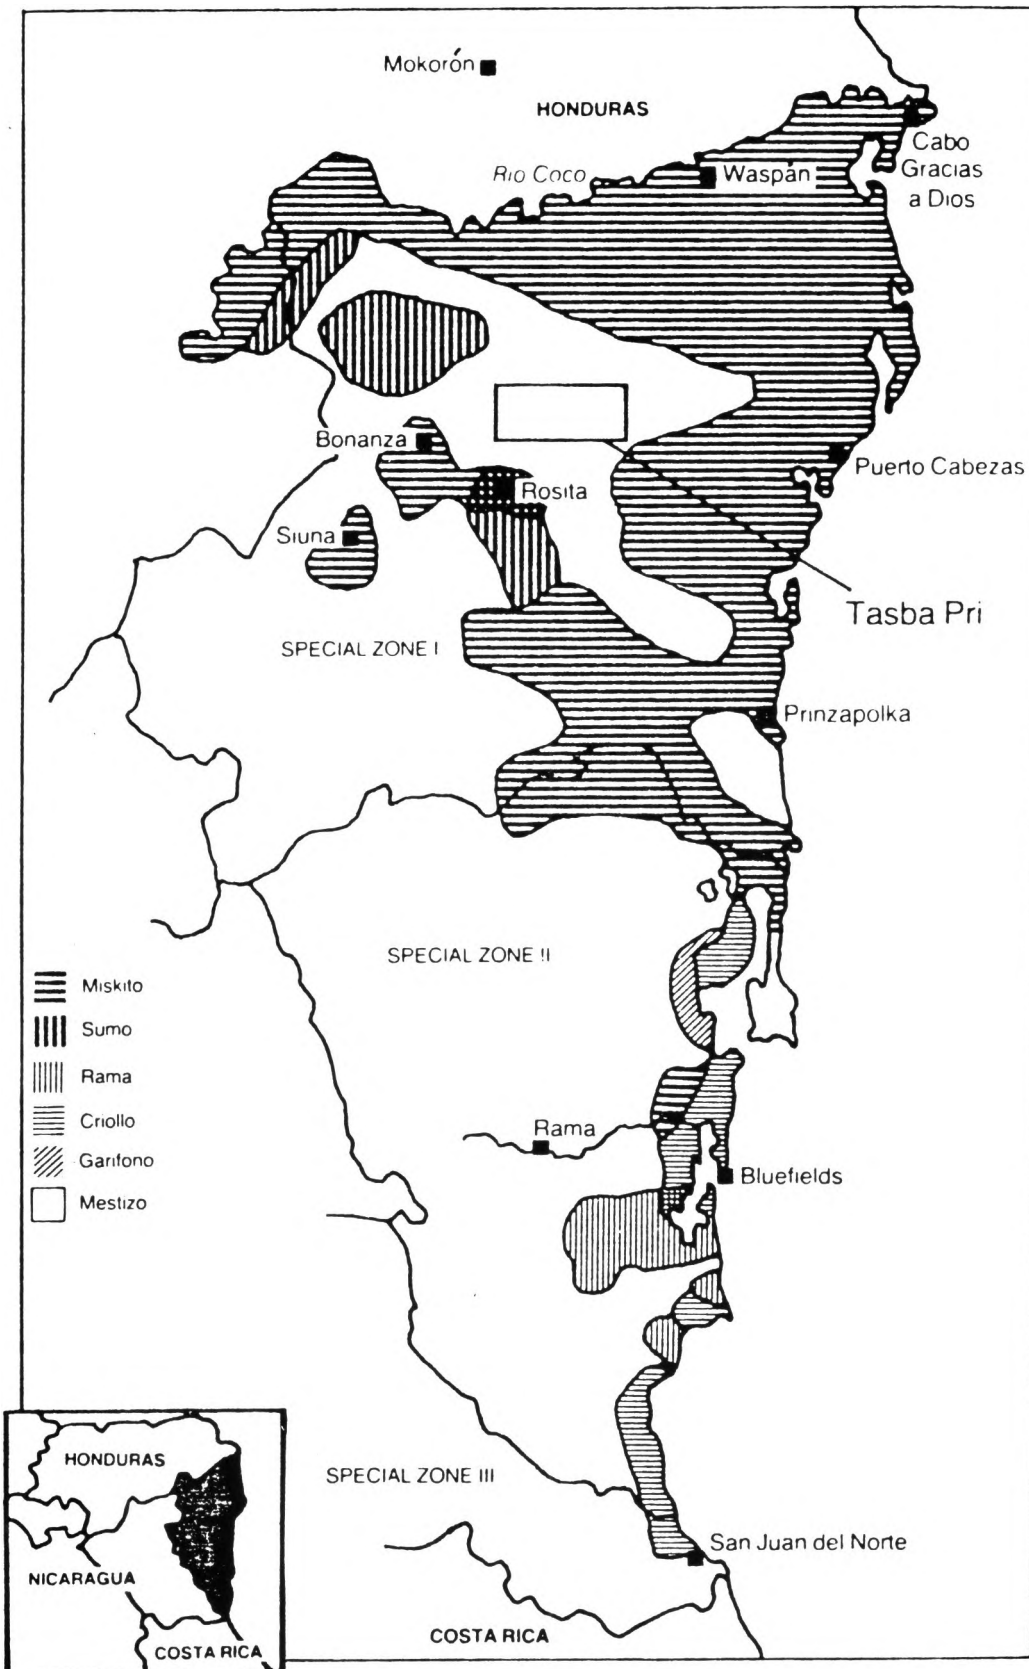 Mokorón
HONDURAS
Cabo
Gracias
a Dios
Rio Coco
Waspán
Bonanza
Puerto Cabezas
Rosita
Siuna
Tasba Pri
SPECIAL ZONE I
Prinzapolka
SPECIAL ZONE II
Miskito
Sumo
Rama
Criollo
Garifono
Mestizo
Rama
Bluefields
SPECIAL ZONE III
San Juan del Norte
COSTA RICA
HONDURAS
NICARAGUA
COSTA RICA